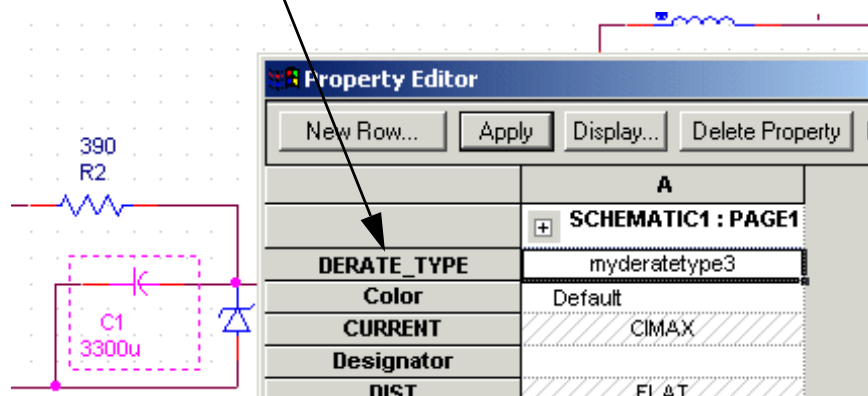 390
R2
C1
3300u
Property Editor
New Row... Apply Display... Delete Property
A
SCHEMATIC1 : PAGE1
DERATE_TYPE myderatetype3
Color Default
CURRENT CIMAX
Designator
DIST FLAT